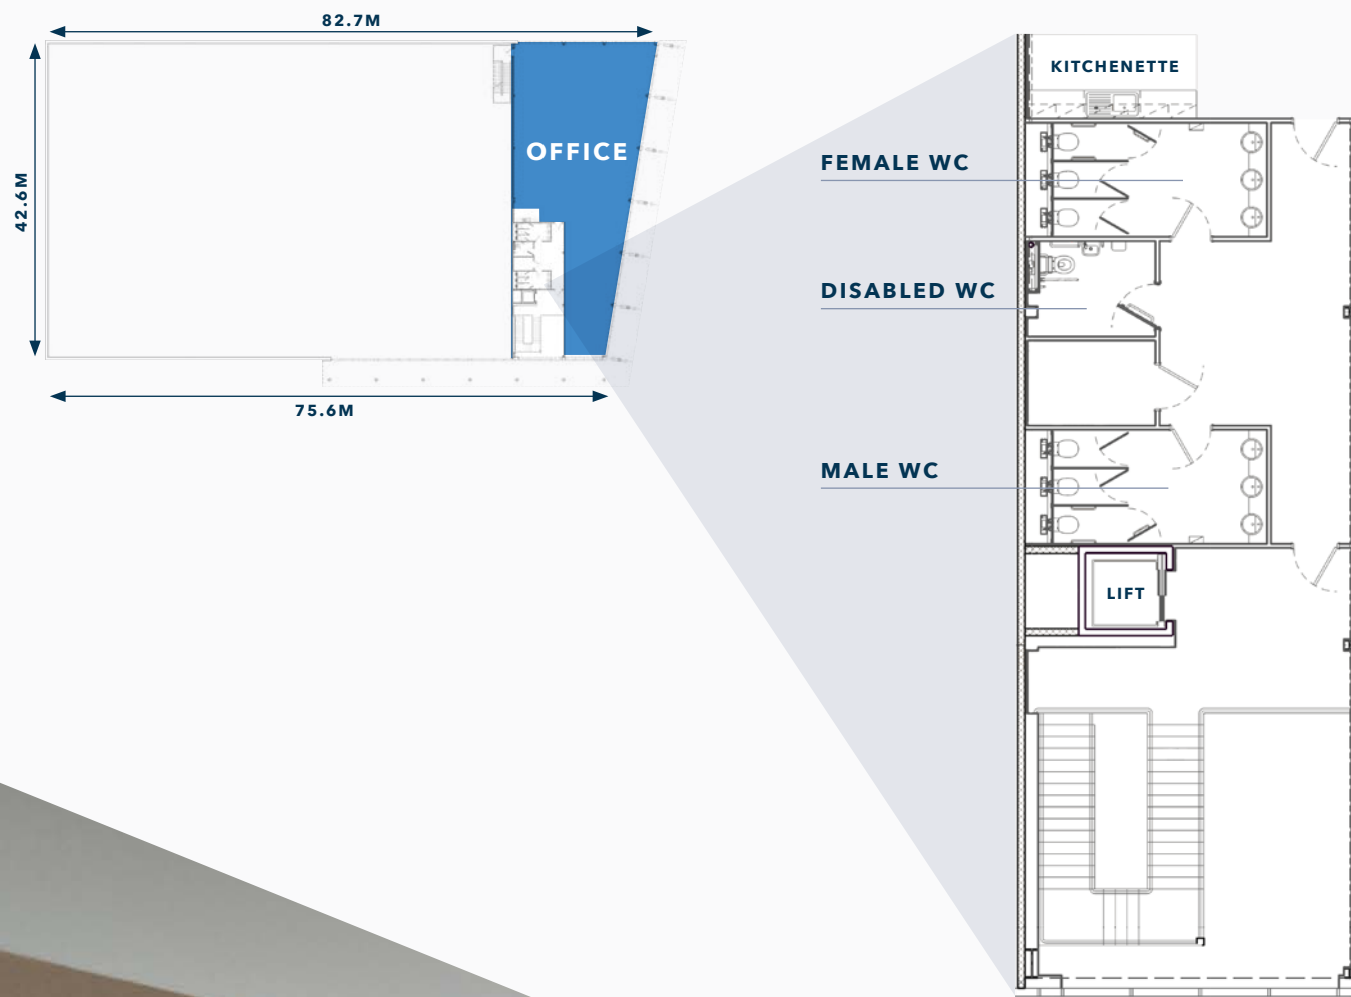 82.7M
42.6M
OFFICE
75.6M
KITCHENETTE
FEMALE WC
DISABLED WC
MALE WC
LIFT